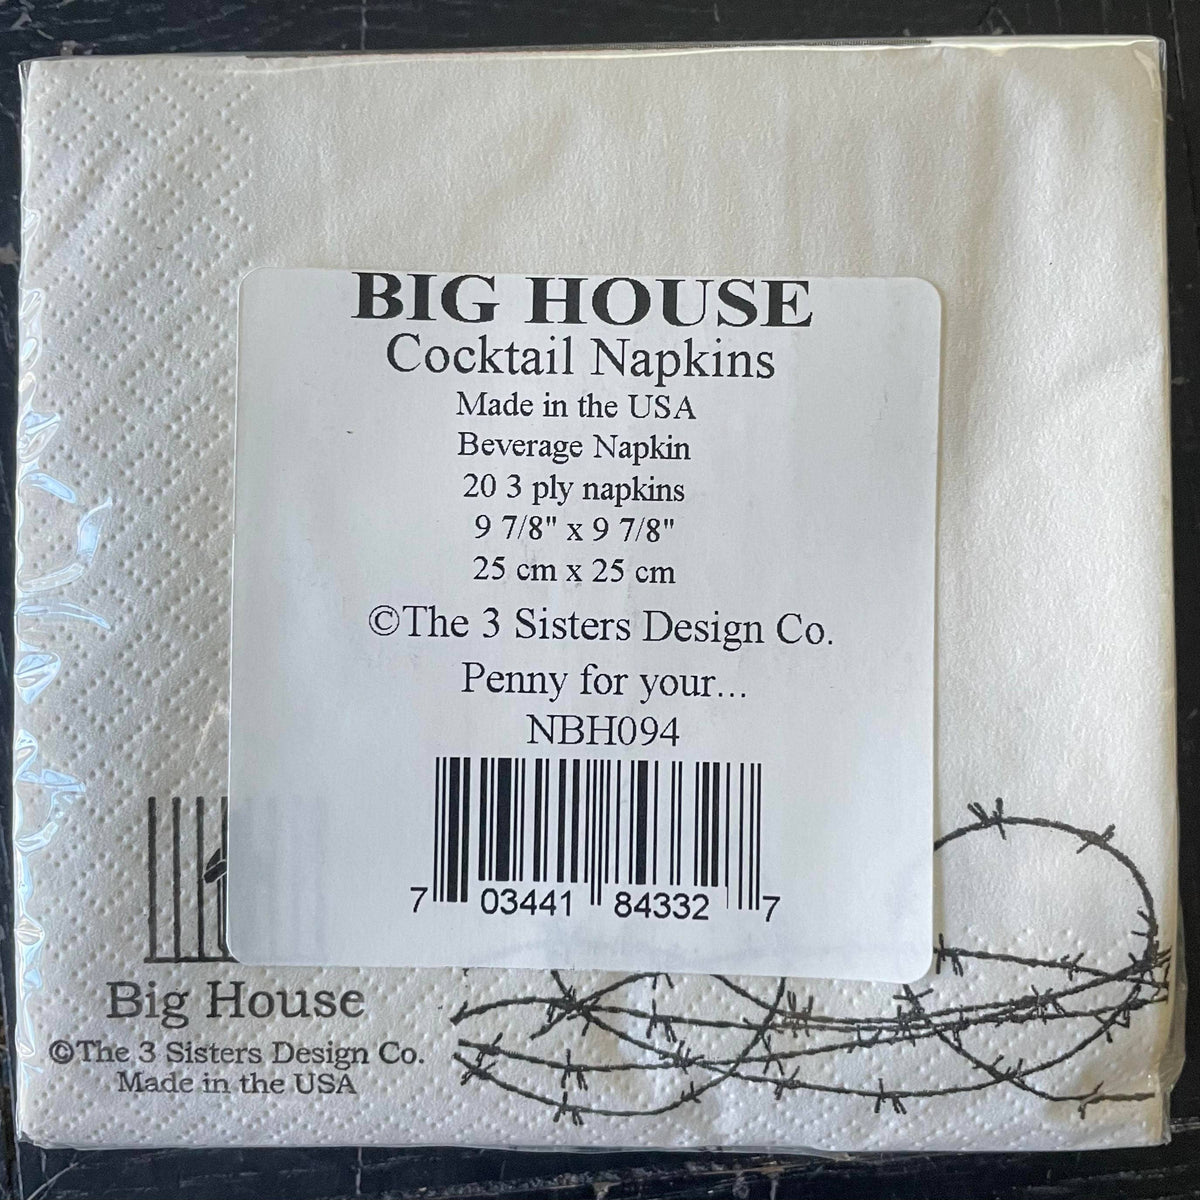 BIG HOUSE
Cocktail Napkins
Made in the USA
Beverage Napkin
20 3 ply napkins
9 7/8" x 9 7/8"
25 cm x 25 cm
©The 3 Sisters Design Co.
Penny for your...
NBH094
7 03441 84332 7
Big House
©The 3 Sisters Design Co.
Made in the USA